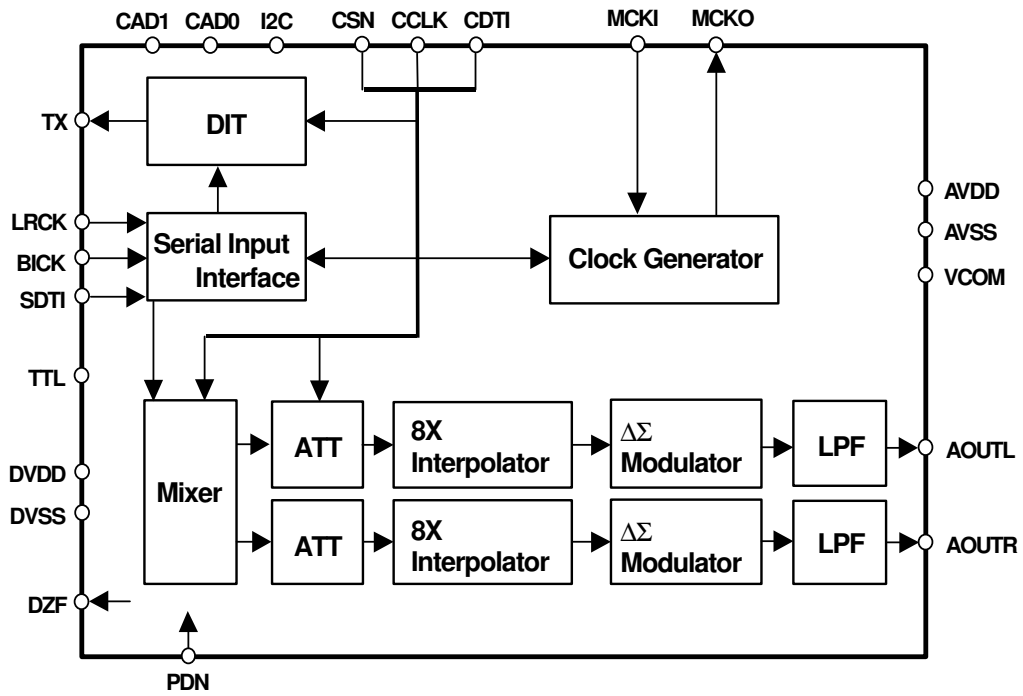 CAD1 CAD0 I2C CSN CCLK CDTI MCKI MCKO
TX
DIT
LRCK
BICK
SDTI
Serial Input
Interface
Clock Generator
AVDD
AVSS
VCOM
TTL
DVDD
DVSS
DZF
PDN
Mixer
ATT
8X
Interpolator
ΔΣ
Modulator
LPF
AOUTL
ATT
8X
Interpolator
ΔΣ
Modulator
LPF
AOUTR